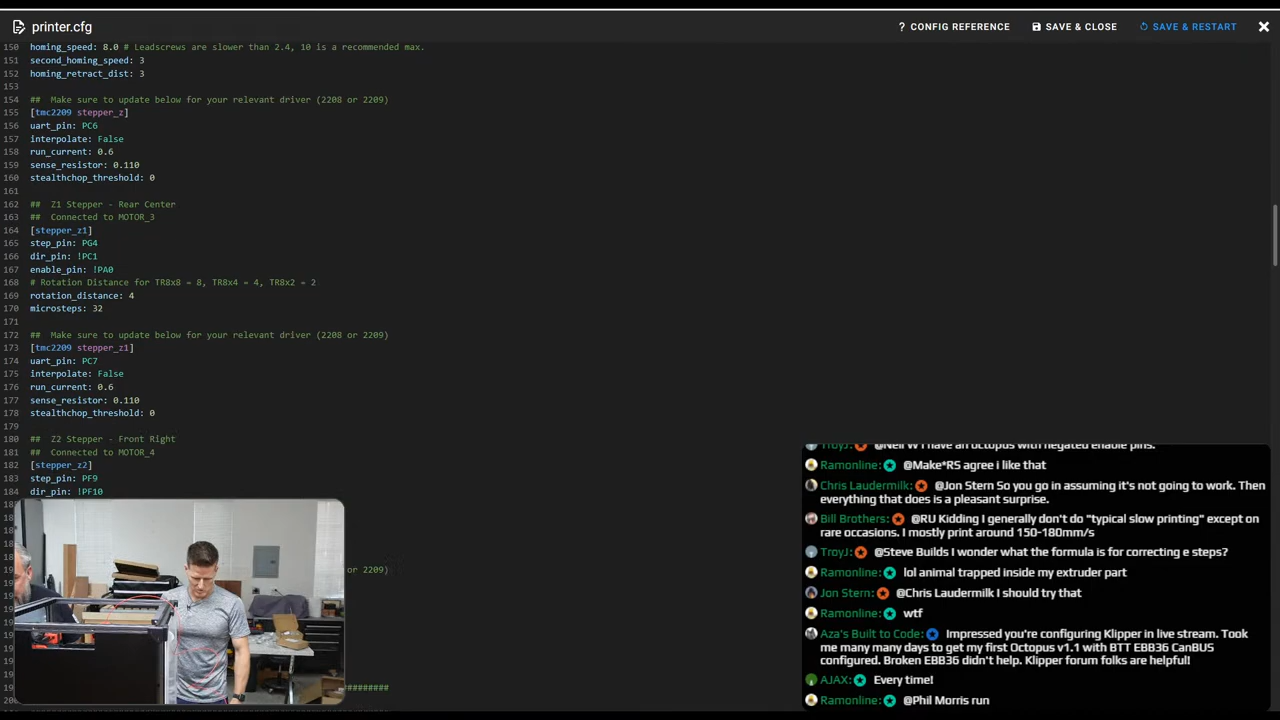 printer.cfg
? CONFIG REFERENCE
SAVE & CLOSE
SAVE & RESTART
150 homing_speed: 8.0 # Leadscrews are slower than 2.4, 10 is a recommended max.
151 second_homing_speed: 3
152 homing_retract_dist: 3
153
154 ##  Make sure to update below for your relevant driver (2208 or 2209)
155 [tmc2209 stepper_z]
156 uart_pin: PC6
157 interpolate: False
158 run_current: 0.6
159 sense_resistor: 0.110
160 stealthchop_threshold: 0
161
162 ##  Z1 Stepper - Rear Center
163 ##  Connected to MOTOR_3
164 [stepper_z1]
165 step_pin: PG4
166 dir_pin: !PC1
167 enable_pin: !PA0
168 # Rotation Distance for TR8x8 = 8, TR8x4 = 4, TR8x2 = 2
169 rotation_distance: 4
170 microsteps: 32
171
172 ##  Make sure to update below for your relevant driver (2208 or 2209)
173 [tmc2209 stepper_z1]
174 uart_pin: PC7
175 interpolate: False
176 run_current: 0.6
177 sense_resistor: 0.110
178 stealthchop_threshold: 0
179
180 ##  Z2 Stepper - Front Right
181 ##  Connected to MOTOR_4
182 [stepper_z2]
183 step_pin: PF9
184 dir_pin: !PF10
or 2209)
##########
TroyJ: @Neil W I have an octopus with negated enable pins.
Ramonline: @Make*RS agree i like that
Chris Laudermilk: @Jon Stern So you go in assuming it's not going to work. Then
everything that does is a pleasant surprise.
Bill Brothers: @RU Kidding I generally don't do "typical slow printing" except on
rare occasions. I mostly print around 150-180mm/s
TroyJ: @Steve Builds I wonder what the formula is for correcting e steps?
Ramonline: lol animal trapped inside my extruder part
Jon Stern: @Chris Laudermilk I should try that
Ramonline: wtf
Aza's Built to Code: Impressed you're configuring Klipper in live stream. Took
me many many days to get my first Octopus v1.1 with BTT EBB36 CanBUS
configured. Broken EBB36 didn't help. Klipper forum folks are helpful!
AJAX: Every time!
Ramonline: @Phil Morris run